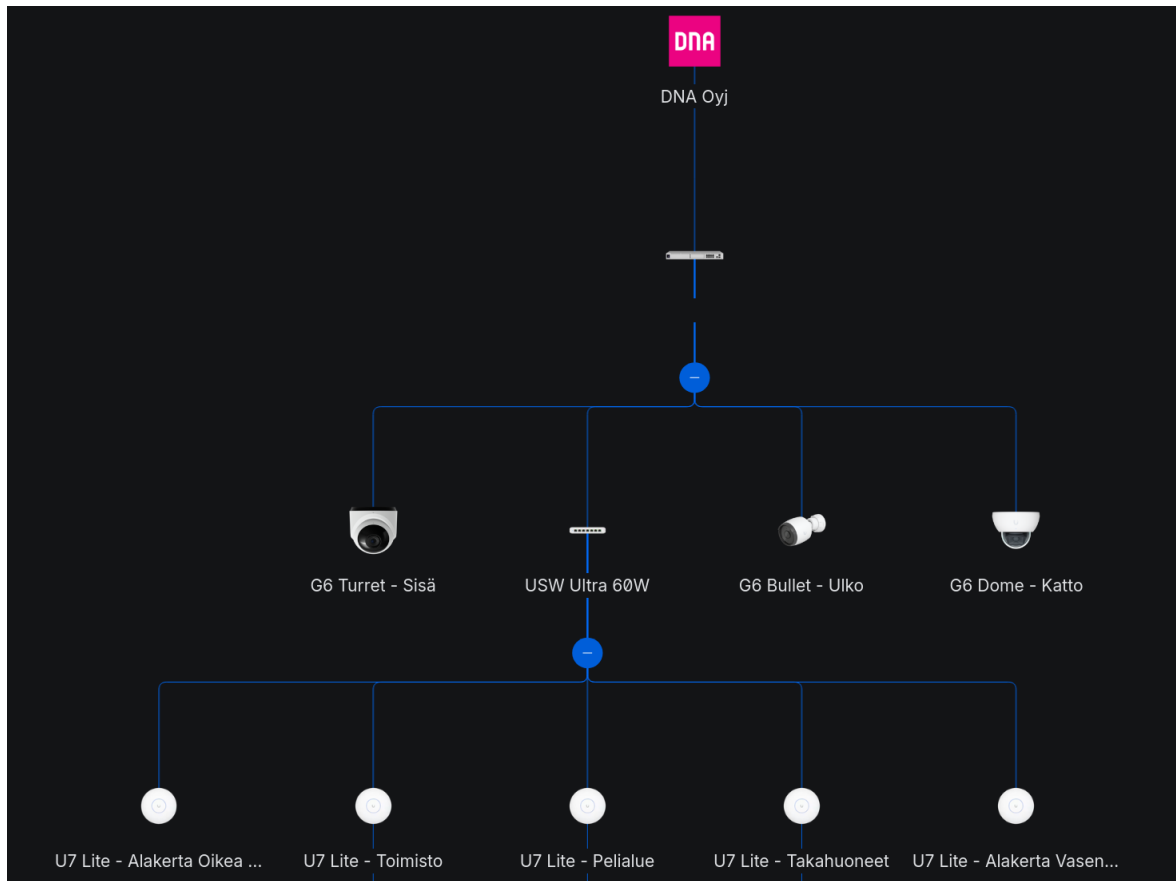 DNA
DNA Oyj
G6 Turret - Sisä
USW Ultra 60W
G6 Bullet - Ulko
G6 Dome - Katto
U7 Lite - Alakerta Oikea ...
U7 Lite - Toimisto
U7 Lite - Pelialue
U7 Lite - Takahuoneet
U7 Lite - Alakerta Vasen...